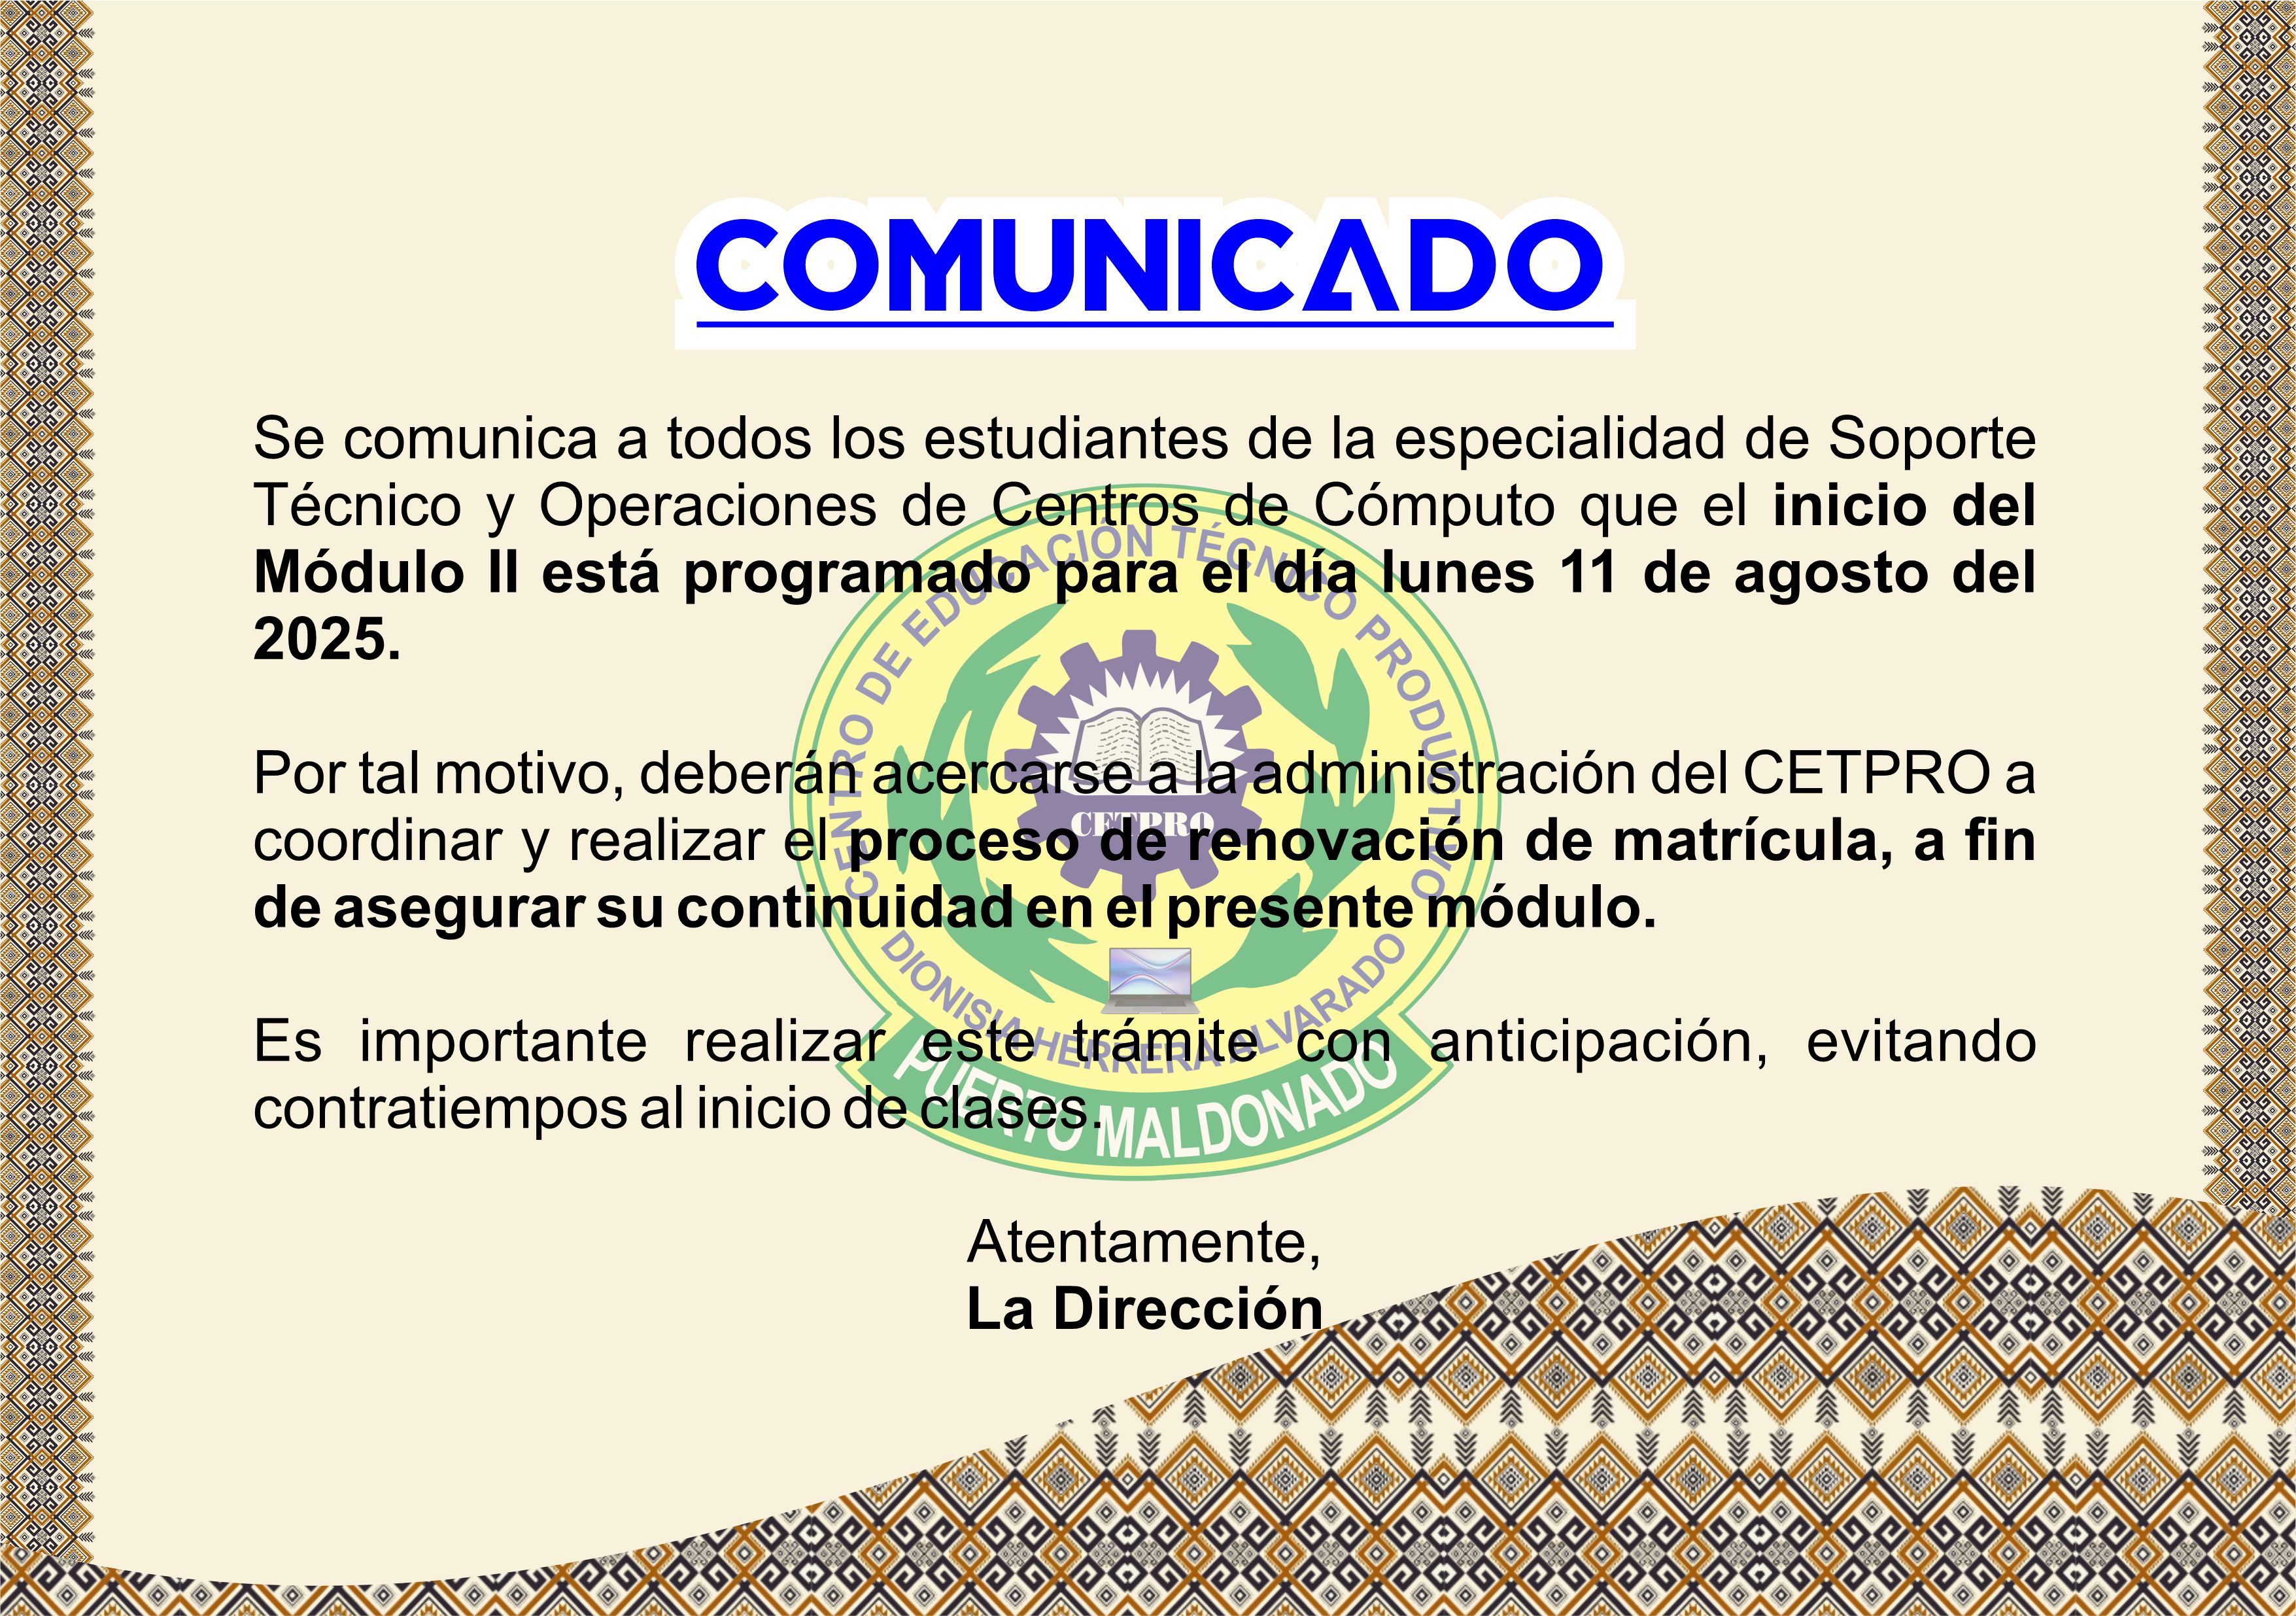 COMUNICADO
Se comunica a todos los estudiantes de la especialidad de Soporte
Técnico y Operaciones de Centros de Cómputo que el inicio del
Módulo II está programado para el día lunes 11 de agosto del
2025.
Por tal motivo, deberán acercarse a la administración del CETPRO a
coordinar y realizar el proceso de renovación de matrícula, a fin
de asegurar su continuidad en el presente módulo.
Es importante realizar este trámite con anticipación, evitando
contratiempos al inicio de clases.
Atentamente,
La Dirección
CENTRO DE EDUCACIÓN TÉCNICO PRODUCTIVO
CETPRO
DIONISIA HERRERA ALVARADO
PUERTO MALDONADO